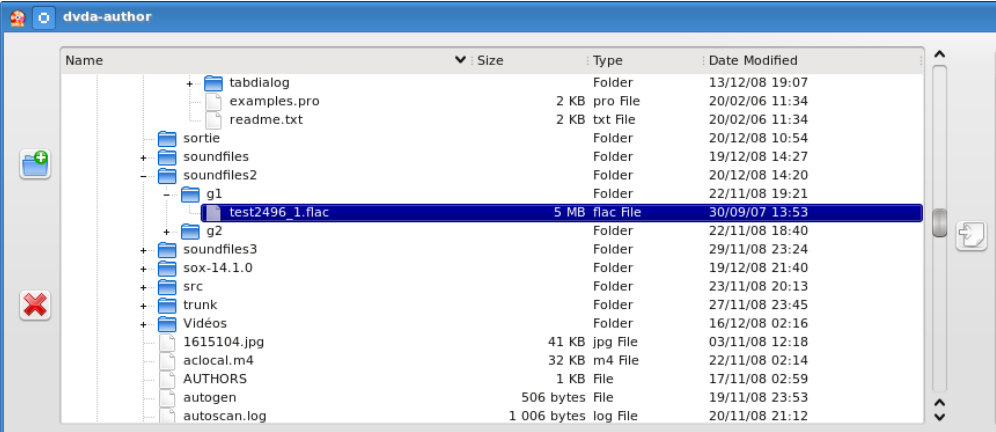 dvda-author
Name Size Type Date Modified
tabdialog Folder 13/12/08 19:07
examples.pro 2 KB pro File 20/02/06 11:34
readme.txt 2 KB txt File 20/02/06 11:34
sortie Folder 20/12/08 10:54
soundfiles Folder 19/12/08 14:27
soundfiles2 Folder 20/12/08 14:20
g1 Folder 22/11/08 19:21
test2496_1.flac 5 MB flac File 30/09/07 13:53
g2 Folder 22/11/08 18:40
soundfiles3 Folder 29/11/08 23:24
sox-14.1.0 Folder 19/12/08 21:40
src Folder 23/11/08 20:13
trunk Folder 27/11/08 23:45
Vidéos Folder 16/12/08 02:16
1615104.jpg 41 KB jpg File 03/11/08 12:18
aclocal.m4 32 KB m4 File 22/11/08 02:14
AUTHORS 1 KB File 17/11/08 02:59
autogen 506 bytes File 19/11/08 23:53
autoscan.log 1 006 bytes log File 20/11/08 21:12